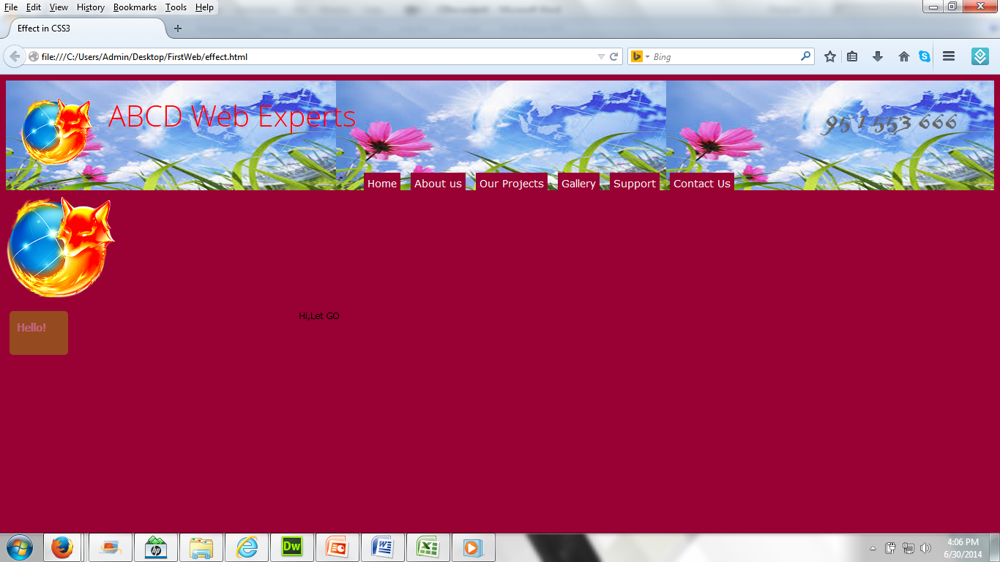 File Edit View History Bookmarks Tools Help
Effect in CSS3
file:///C:/Users/Admin/Desktop/FirstWeb/effect.html
Bing
ABCD Web Experts
951 553 666
Home About us Our Projects Gallery Support Contact Us
Hello!
Hi,Let GO
hp
Dw
4:06 PM
6/30/2014